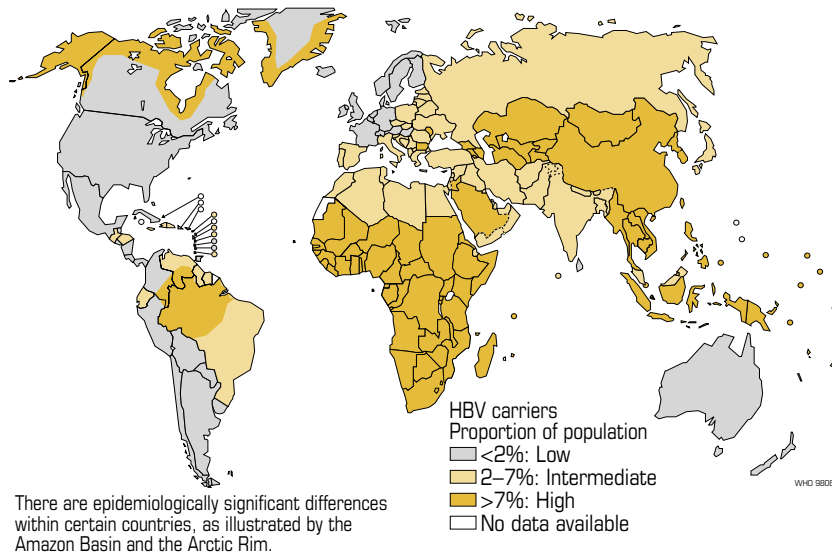 HBV carriers
Proportion of population
<2%: Low
2–7%: Intermediate
>7%: High
No data available
There are epidemiologically significant differences
within certain countries, as illustrated by the
Amazon Basin and the Arctic Rim.